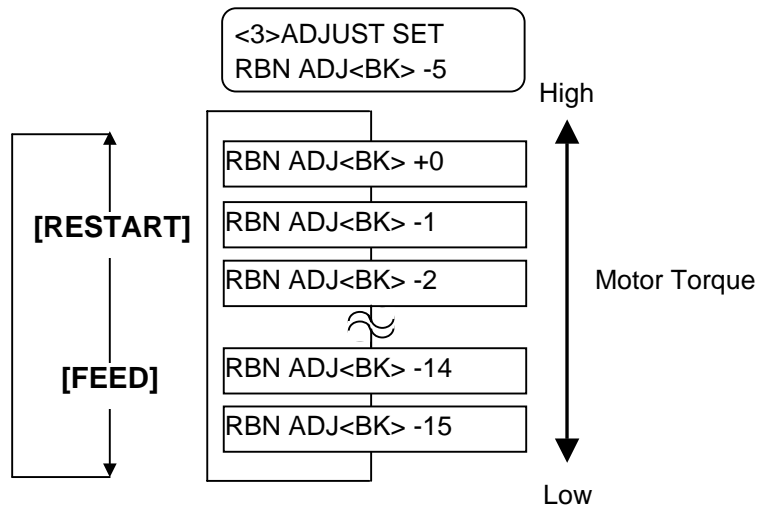 <3>ADJUST SET
RBN ADJ<BK> -5
High
RBN ADJ<BK> +0
[RESTART]
RBN ADJ<BK> -1
RBN ADJ<BK> -2
Motor Torque
[FEED]
RBN ADJ<BK> -14
RBN ADJ<BK> -15
Low